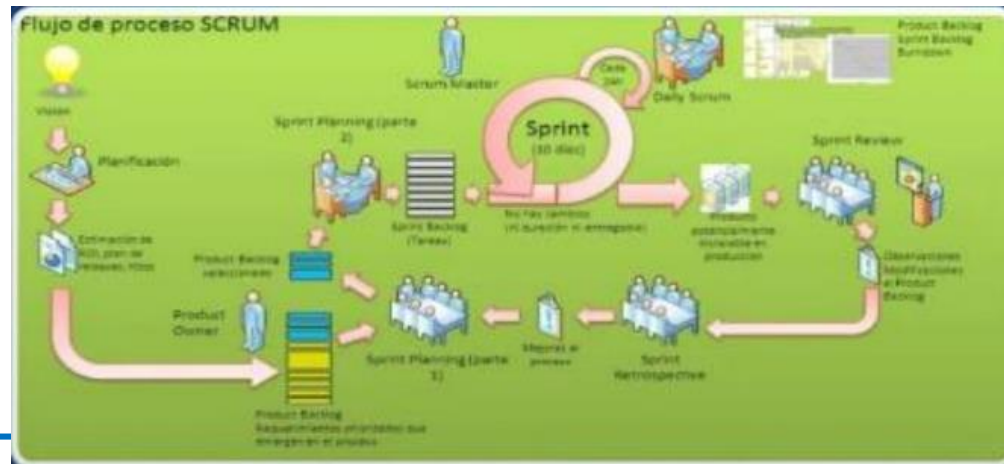 Flujo de proceso SCRUM
Visión
Planificación
Estimación de
ROI, plan de
releases, hitos
Scrum Master
Cada
24h
Daily Scrum
Product Backlog
Sprint Backlog
Burndown
Sprint Planning (parte
2)
Sprint
(30 días)
Sprint Review
Sprint Backlog
(Tareas)
No hay cambios
(ni duración ni entregable)
Producto
potencialmente
instalable en
producción
Product Backlog
seleccionado
Observaciones
Modificaciones
al Product
Backlog
Product
Owner
Sprint Planning (parte
1)
Mejoras al
proceso
Sprint
Retrospective
Product Backlog
Requerimientos priorizados que
emergen en el proceso